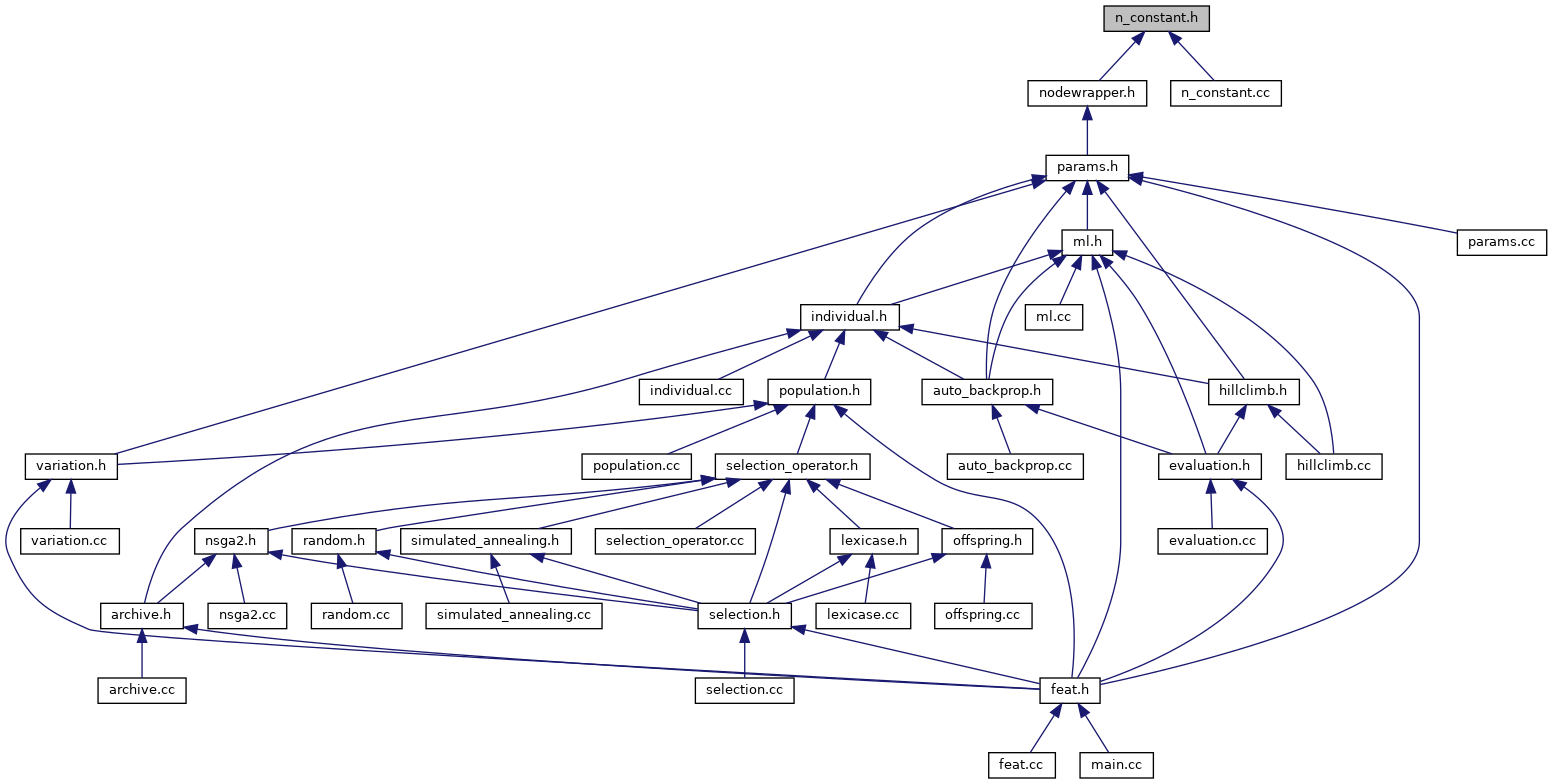 n_constant.h
nodewrapper.h
n_constant.cc
params.h
ml.h
params.cc
individual.h
ml.cc
individual.cc
population.h
auto_backprop.h
hillclimb.h
variation.h
population.cc
selection_operator.h
auto_backprop.cc
evaluation.h
hillclimb.cc
variation.cc
nsga2.h
random.h
simulated_annealing.h
selection_operator.cc
lexicase.h
offspring.h
evaluation.cc
archive.h
nsga2.cc
random.cc
simulated_annealing.cc
selection.h
lexicase.cc
offspring.cc
archive.cc
selection.cc
feat.h
feat.cc
main.cc